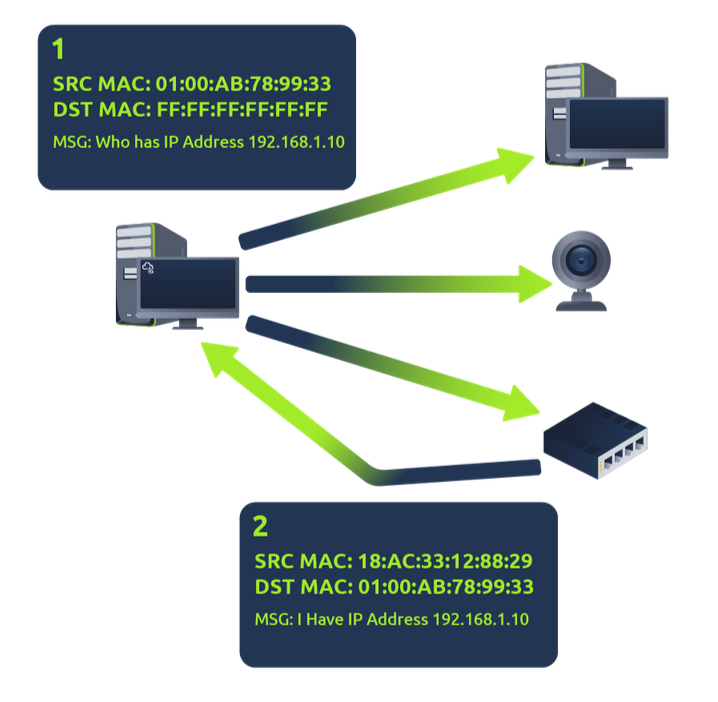 1
SRC MAC: 01:00:AB:78:99:33
DST MAC: FF:FF:FF:FF:FF:FF
MSG: Who has IP Address 192.168.1.10
2
SRC MAC: 18:AC:33:12:88:29
DST MAC: 01:00:AB:78:99:33
MSG: I Have IP Address 192.168.1.10